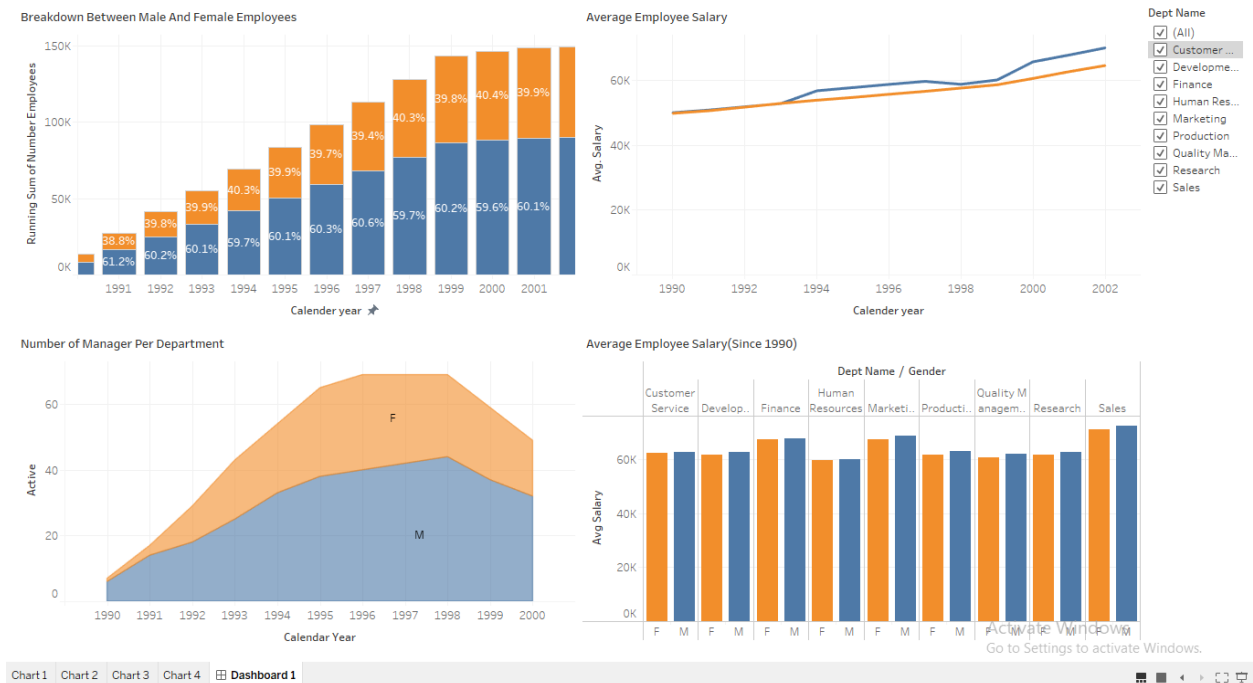 Breakdown Between Male And Female Employees
150K
100K
50K
0K
Running Sum of Number Employees
38.8%
61.2%
39.8%
60.2%
39.9%
60.1%
40.3%
59.7%
39.9%
60.1%
39.7%
60.3%
39.4%
60.6%
40.3%
59.7%
39.8%
60.2%
40.4%
59.6%
39.9%
60.1%
1991 1992 1993 1994 1995 1996 1997 1998 1999 2000 2001
Calender year
Average Employee Salary
60K
40K
20K
0K
Avg. Salary
1990 1992 1994 1996 1998 2000 2002
Calender year
Dept Name
(All)
Customer ...
Developme...
Finance
Human Res...
Marketing
Production
Quality Ma...
Research
Sales
Number of Manager Per Department
60
40
20
0
Active
F
M
1990 1991 1992 1993 1994 1995 1996 1997 1998 1999 2000
Calendar Year
Average Employee Salary(Since 1990)
Dept Name / Gender
Customer Service
Develop..
Finance
Human Resources
Marketi..
Producti..
Quality M anagem..
Research
Sales
60K
40K
20K
0K
Avg Salary
F M F M F M F M F M F M F M F M F M
Activate Windows
Go to Settings to activate Windows.
Chart 1 Chart 2 Chart 3 Chart 4 Dashboard 1